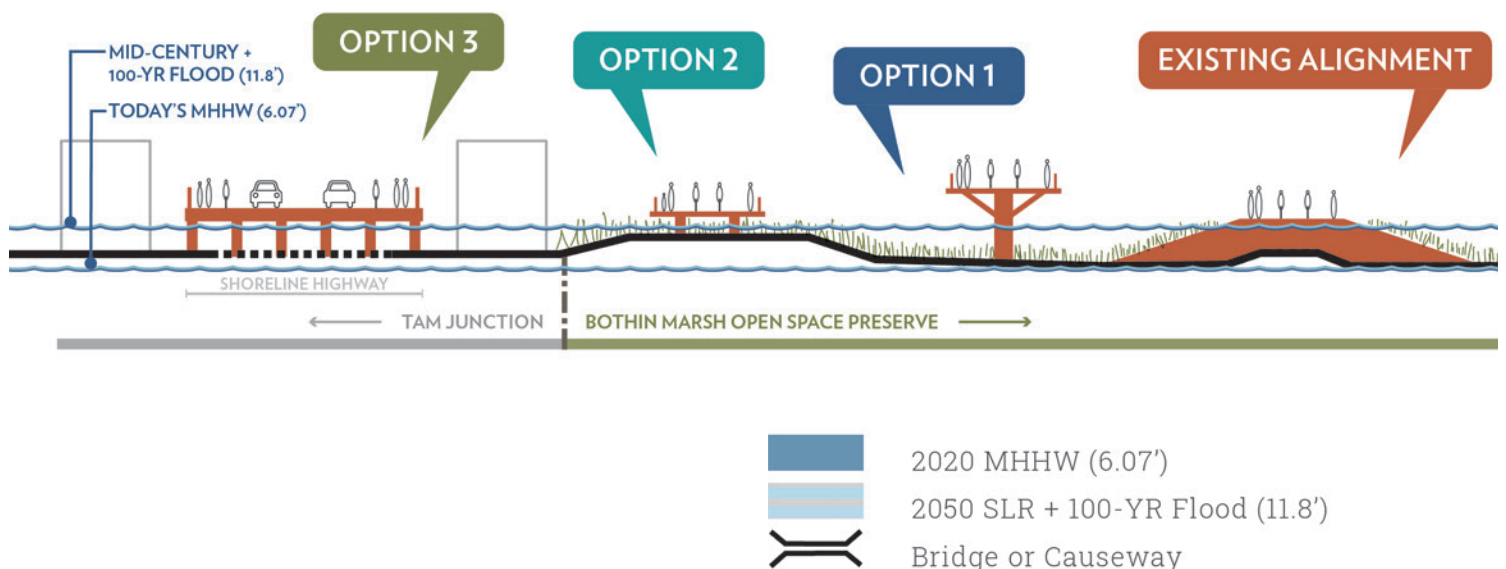 OPTION 3
OPTION 2
OPTION 1
EXISTING ALIGNMENT
MID-CENTURY +
100-YR FLOOD (11.8')
TODAY'S MHHW (6.07')
SHORELINE HIGHWAY
TAM JUNCTION
BOTHIN MARSH OPEN SPACE PRESERVE
2020 MHHW (6.07’)
2050 SLR + 100-YR Flood (11.8’)
Bridge or Causeway